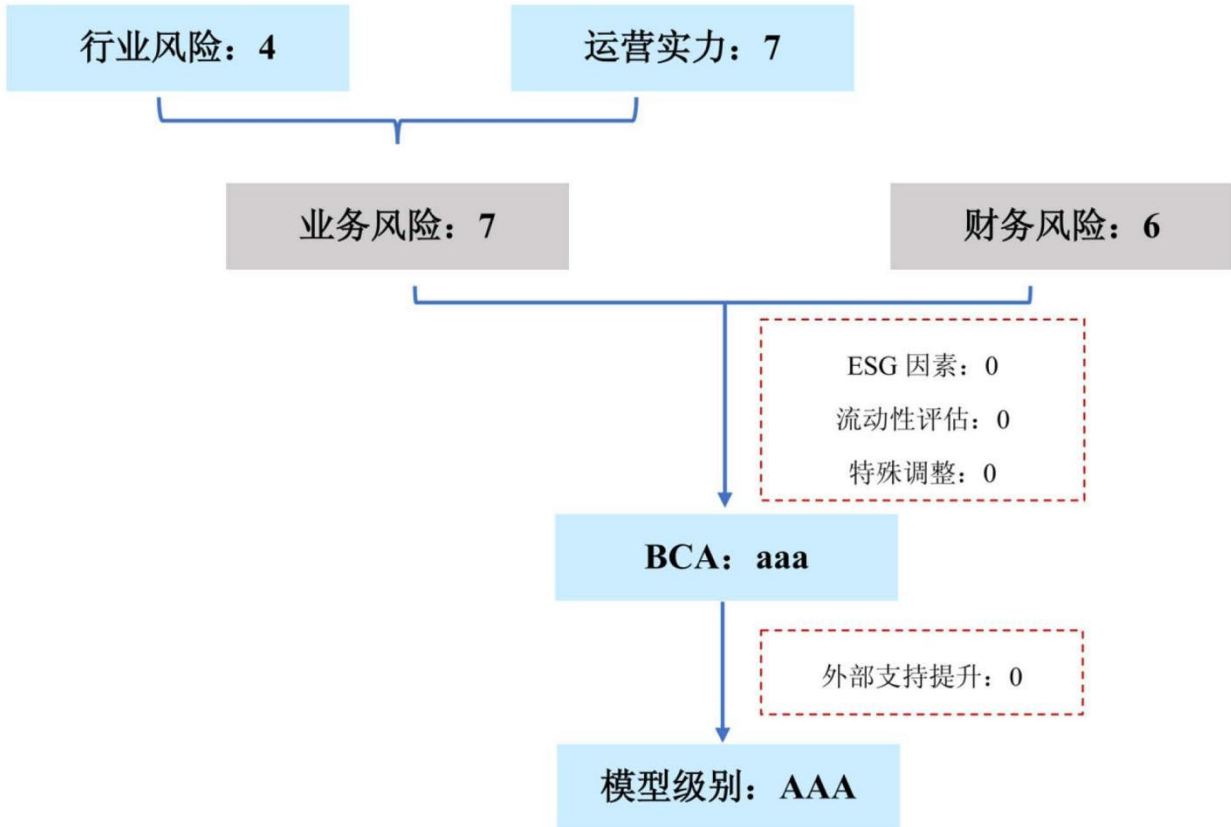 行业风险：4
运营实力：7
业务风险：7
财务风险：6
ESG 因素：0
流动性评估：0
特殊调整：0
BCA：aaa
外部支持提升：0
模型级别：AAA